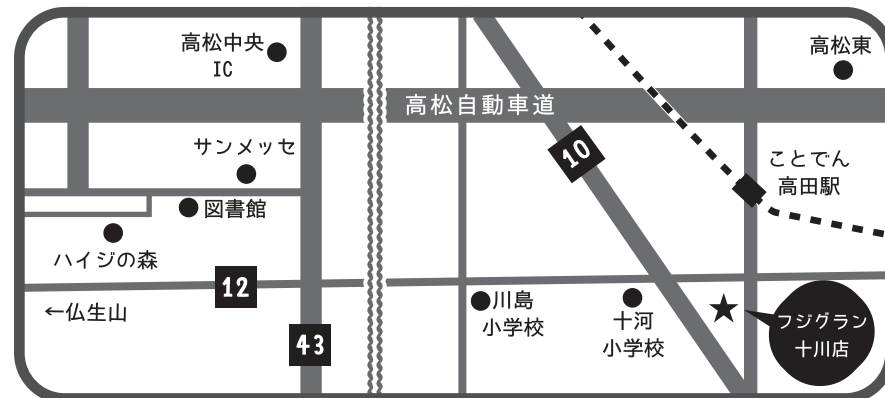 高松中央
IC
高松東
高松自動車道
サンメッセ
10
ことでん
高田駅
図書館
ハイジの森
12
←仏生山
川島
小学校
十河
小学校
フジグラン
十川店
43